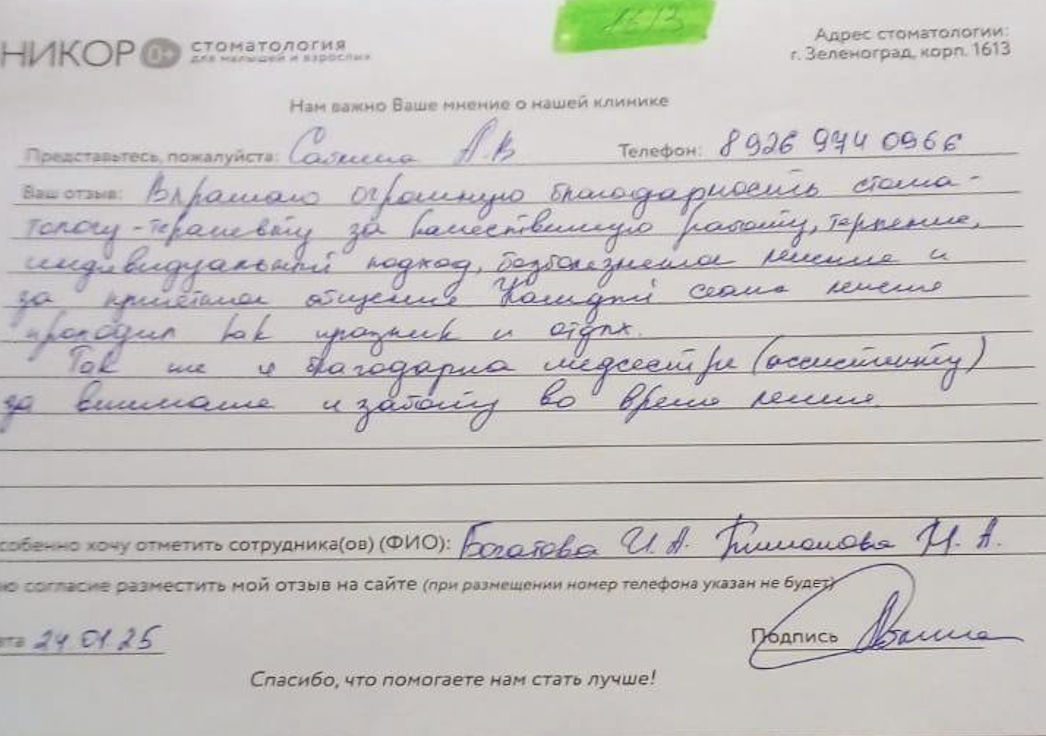 1613
НИКОР 0+ стоматология
для малышей и взрослых
Адрес стоматологии:
г. Зеленоград, корп. 1613
Нам важно Ваше мнение о нашей клинике
Представьтесь, пожалуйста: А.В Телефон: 8 926 974 0966
Ваш отзыв: Выражаю огромную благодарность стома-
тологу-терапевту за качественную работу, терпение,
индивидуальный подход, безболезненное лечение и
за приятное общение. Каждый сеанс лечения
проходил как праздник и отдых.
Так же я благодарна медсестре (ассистенту)
за внимание и заботу во время лечения
собенно хочу отметить сотрудника(ов) (ФИО): Богатова И.А. М. А.
ю согласие разместить мой отзыв на сайте (при размещении номер телефона указан не будет)
ата 24.01.25 Подпись
Спасибо, что помогаете нам стать лучше!